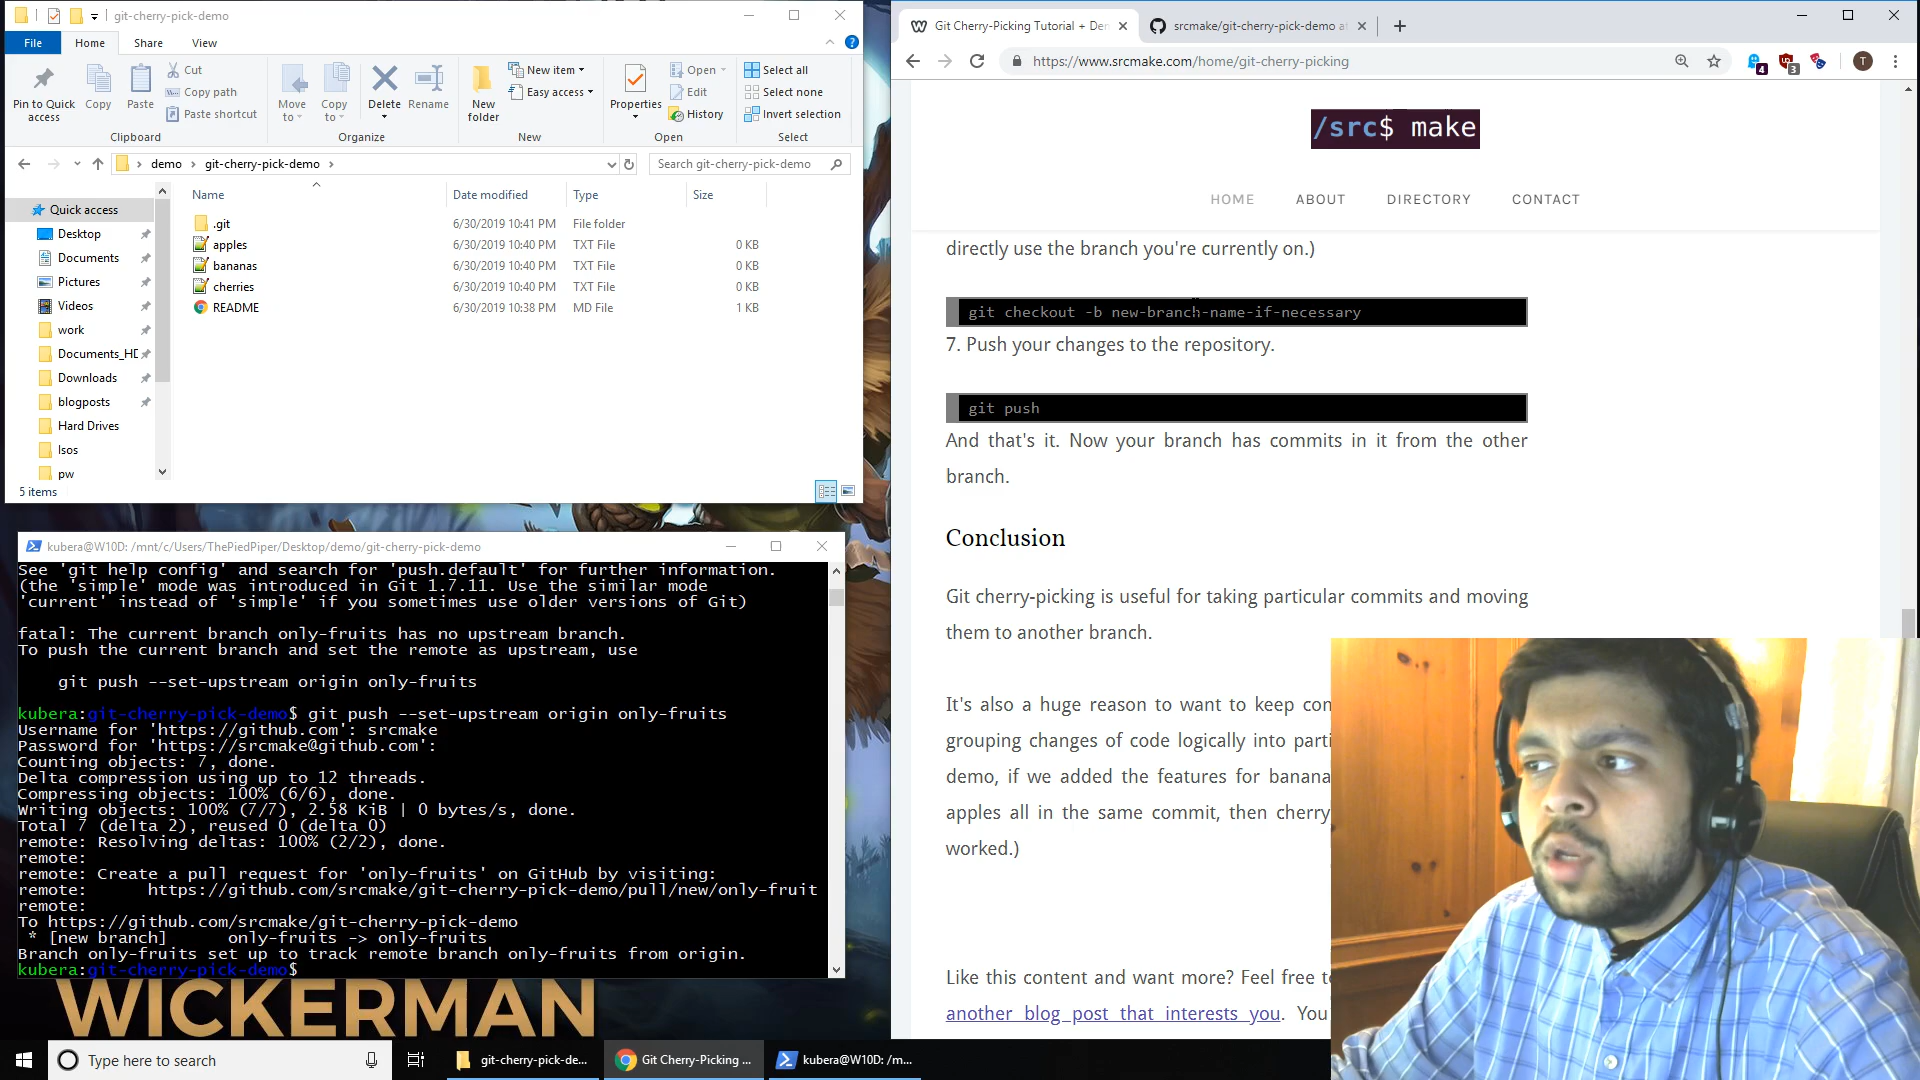 git-cherry-pick-demo
File
Home
Share
View
Pin to Quick access
Copy
Paste
Cut
Copy path
Paste shortcut
Clipboard
Move to
Copy to
Delete
Rename
Organize
New folder
New item
Easy access
New
Properties
Open
Edit
History
Open
Select all
Select none
Invert selection
Select
demo
git-cherry-pick-demo
Search git-cherry-pick-demo
Name
Date modified
Type
Size
Quick access
Desktop
Documents
Pictures
Videos
work
Documents_HD
Downloads
blogposts
Hard Drives
Isos
pw
.git 6/30/2019 10:41 PM File folder
apples 6/30/2019 10:40 PM TXT File 0 KB
bananas 6/30/2019 10:40 PM TXT File 0 KB
cherries 6/30/2019 10:40 PM TXT File 0 KB
README 6/30/2019 10:38 PM MD File 1 KB
5 items
kubera@W10D: /mnt/c/Users/ThePiedPiper/Desktop/demo/git-cherry-pick-demo
See 'git help config' and search for 'push.default' for further information.
(the 'simple' mode was introduced in Git 1.7.11. Use the similar mode
'current' instead of 'simple' if you sometimes use older versions of Git)
fatal: The current branch only-fruits has no upstream branch.
To push the current branch and set the remote as upstream, use
git push --set-upstream origin only-fruits
kubera:git-cherry-pick-demo$ git push --set-upstream origin only-fruits
Username for 'https://github.com': srcmake
Password for 'https://srcmake@github.com':
Counting objects: 7, done.
Delta compression using up to 12 threads.
Compressing objects: 100% (6/6), done.
Writing objects: 100% (7/7), 2.58 KiB | 0 bytes/s, done.
Total 7 (delta 2), reused 0 (delta 0)
remote: Resolving deltas: 100% (2/2), done.
remote:
remote: Create a pull request for 'only-fruits' on GitHub by visiting:
remote: https://github.com/srcmake/git-cherry-pick-demo/pull/new/only-fruit
remote:
To https://github.com/srcmake/git-cherry-pick-demo
* [new branch] only-fruits -> only-fruits
Branch only-fruits set up to track remote branch only-fruits from origin.
kubera:git-cherry-pick-demo$
WICKERMAN
Git Cherry-Picking Tutorial + De
srcmake/git-cherry-pick-demo a
https://www.srcmake.com/home/git-cherry-picking
4
3
T
/src$ make
HOME
ABOUT
DIRECTORY
CONTACT
directly use the branch you're currently on.)
git checkout -b new-branch-name-if-necessary
7. Push your changes to the repository.
git push
And that's it. Now your branch has commits in it from the other
branch.
Conclusion
Git cherry-picking is useful for taking particular commits and moving
them to another branch.
It's also a huge reason to want to keep com
grouping changes of code logically into parti
demo, if we added the features for banana
apples all in the same commit, then cherry
worked.)
Like this content and want more? Feel free to
another blog post that interests you. You
Type here to search
git-cherry-pick-de...
Git Cherry-Picking ...
kubera@W10D: /m...